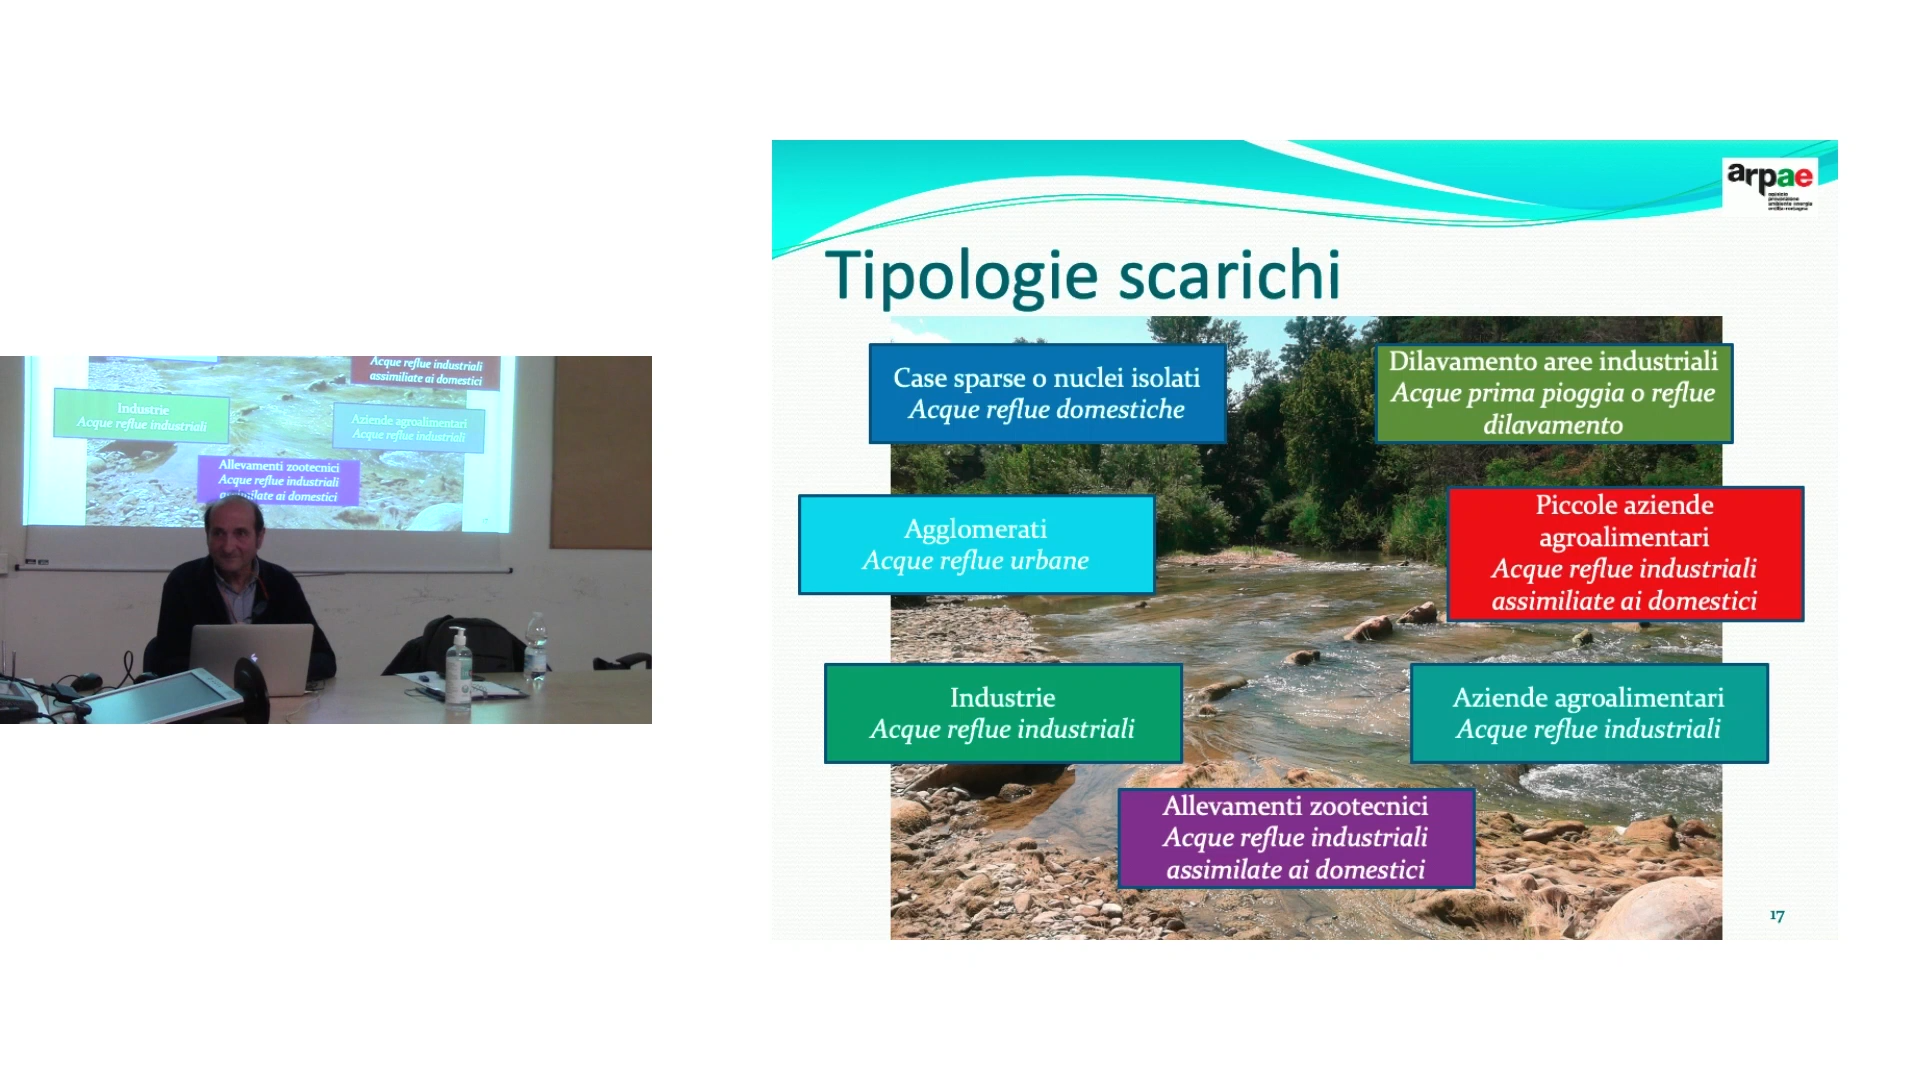 Acque reflue industriali
assimiliate ai domestici
Industrie
Acque reflue industriali
Aziende agroalimentari
Acque reflue industriali
Allevamenti zootecnici
Acque reflue industriali
assimilate ai domestici
arpae
Tipologie scarichi
Case sparse o nuclei isolati
Acque reflue domestiche
Dilavamento aree industriali
Acque prima pioggia o reflue
dilavamento
Agglomerati
Acque reflue urbane
Piccole aziende
agroalimentari
Acque reflue industriali
assimiliate ai domestici
Industrie
Acque reflue industriali
Aziende agroalimentari
Acque reflue industriali
Allevamenti zootecnici
Acque reflue industriali
assimilate ai domestici
17